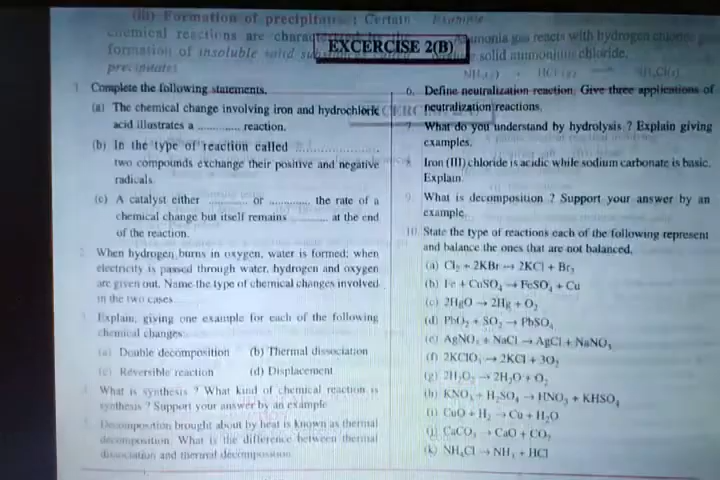 (iii) Formation of precipitates : Certain
chemical reactions are characterized by the
formation of insoluble solid substances called
precipitates
Example
Ammonia gas reacts with hydrogen chloride gas
solid ammonium chloride.
EXCERCISE 2(B)
1. Complete the following statements.
(a) The chemical change involving iron and hydrochloric
acid illustrates a ............. reaction.
(b) In the type of reaction called ......................
two compounds exchange their positive and negative
radicals.
(c) A catalyst either ............ or ............. the rate of a
chemical change but itself remains ............ at the end
of the reaction.
2. When hydrogen burns in oxygen, water is formed; when
electricity is passed through water, hydrogen and oxygen
are given out. Name the type of chemical changes involved
in the two cases.
3. Explain, giving one example for each of the following
chemical changes
(a) Double decomposition (b) Thermal dissociation
(c) Reversible reaction (d) Displacement
4. What is synthesis ? What kind of chemical reaction is
synthesis ? Support your answer by an example
5. Decomposition brought about by heat is known as thermal
decomposition. What is the difference between thermal
dissociation and thermal decomposition.
6. Define neutralization reaction. Give three applications of
neutralization reactions.
7. What do you understand by hydrolysis ? Explain giving
examples.
8. Iron (III) chloride is acidic while sodium carbonate is basic.
Explain.
9. What is decomposition ? Support your answer by an
example.
10. State the type of reactions each of the following represent
and balance the ones that are not balanced.
(a) Cl₂ + 2KBr → 2KCl + Br₂
(b) Fe + CuSO₄ → FeSO₄ + Cu
(c) 2HgO → 2Hg + O₂
(d) PbO₂ + SO₂ → PbSO₄
(e) AgNO₃ + NaCl → AgCl + NaNO₃
(f) 2KClO₃ → 2KCl + 3O₂
(g) 2H₂O₂ → 2H₂O + O₂
(h) KNO₃ + H₂SO₄ → HNO₃ + KHSO₄
(i) CuO + H₂ → Cu + H₂O
(j) CaCO₃ → CaO + CO₂
(k) NH₄Cl → NH₃ + HCl